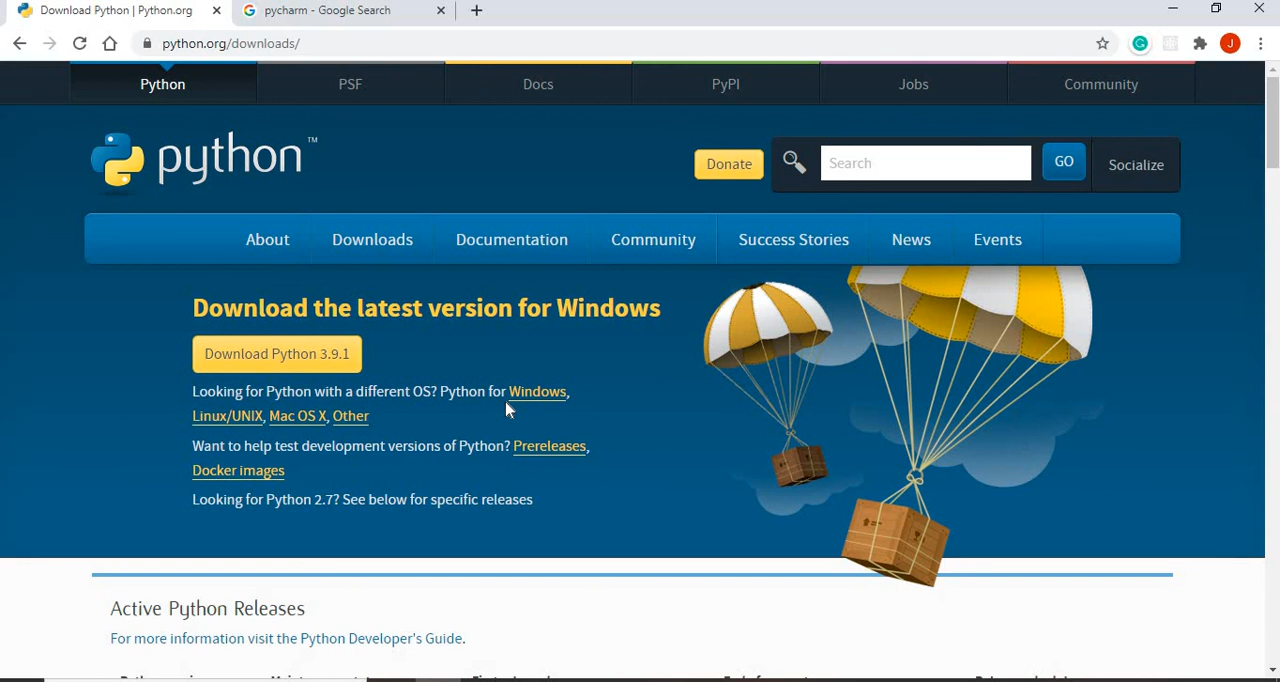 Download Python | Python.org
pycharm - Google Search
python.org/downloads/
J
Python PSF Docs PyPI Jobs Community
python™
Donate
Search
GO
Socialize
About Downloads Documentation Community Success Stories News Events
Download the latest version for Windows
Download Python 3.9.1
Looking for Python with a different OS? Python for Windows,
Linux/UNIX, Mac OS X, Other
Want to help test development versions of Python? Prereleases,
Docker images
Looking for Python 2.7? See below for specific releases
Active Python Releases
For more information visit the Python Developer's Guide.